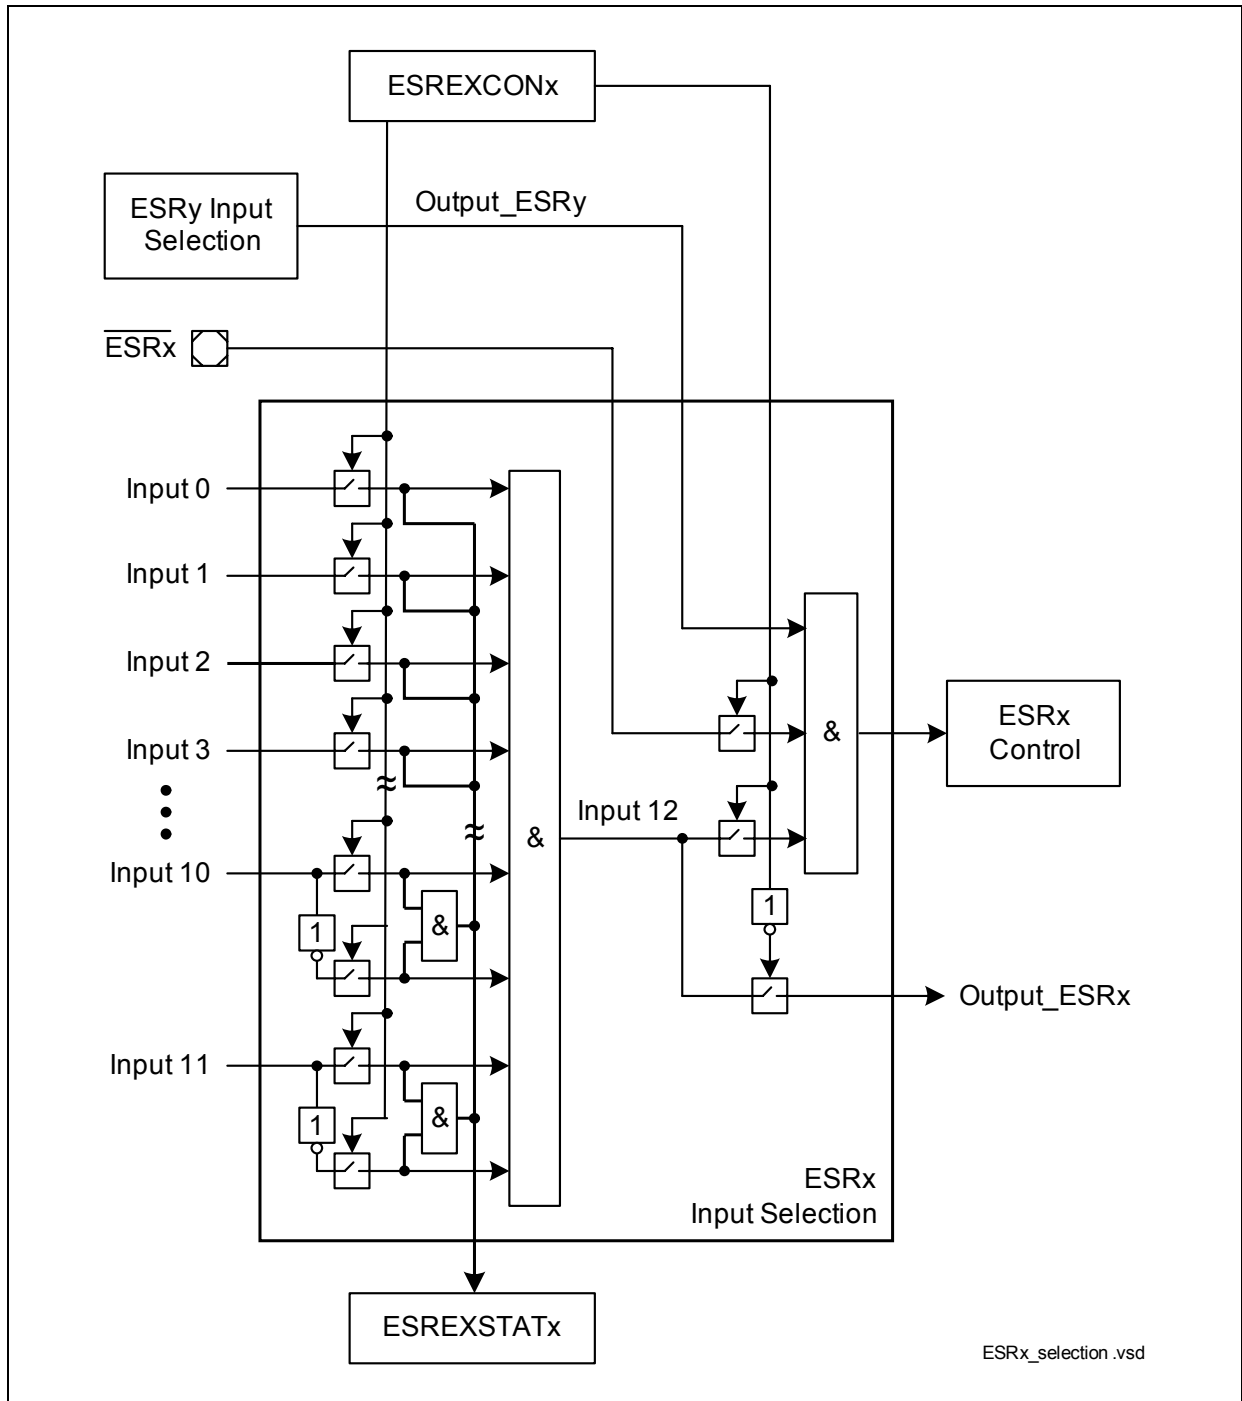 ESREXCONx
ESRy Input
Selection
Output_ESRy
ESRx
Input 0
Input 1
Input 2
Input 3
Input 10
Input 11
&
&
1
1
&
Input 12
&
1
ESRx
Control
Output_ESRx
ESRx
Input Selection
ESREXSTATx
ESRx_selection .vsd